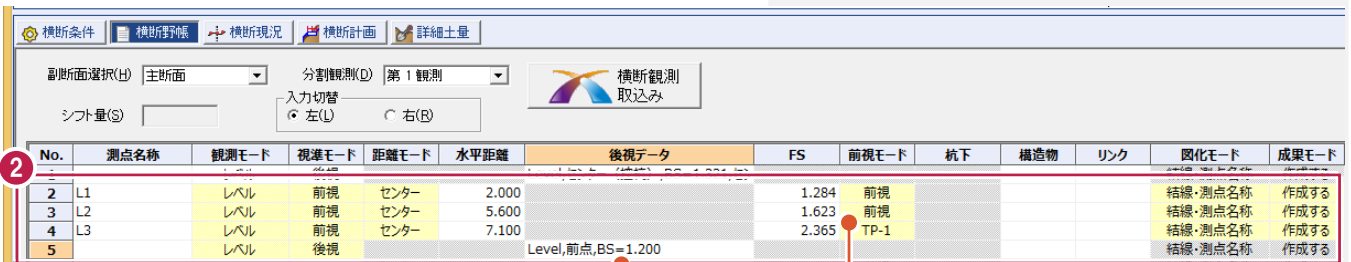 横断条件 横断野帳 横断現況 横断計画 詳細土量
副断面選択(H) 主断面 分割観測(D) 第1観測 横断観測
取込み
入力切替
シフト量(S) 左(L) 右(R)
No. 測点名称 観測モード 視準モード 距離モード 水平距離 後視データ FS 前視モード 杭下 構造物 リンク 図化モード 成果モード
2
2 L1 レベル 前視 センター 2.000 1.284 前視 結線・測点名称 作成する
3 L2 レベル 前視 センター 5.600 1.623 前視 結線・測点名称 作成する
4 L3 レベル 前視 センター 7.100 2.365 TP-1 結線・測点名称 作成する
5 レベル 後視 Level,前点,BS=1.200 結線・測点名称 作成する